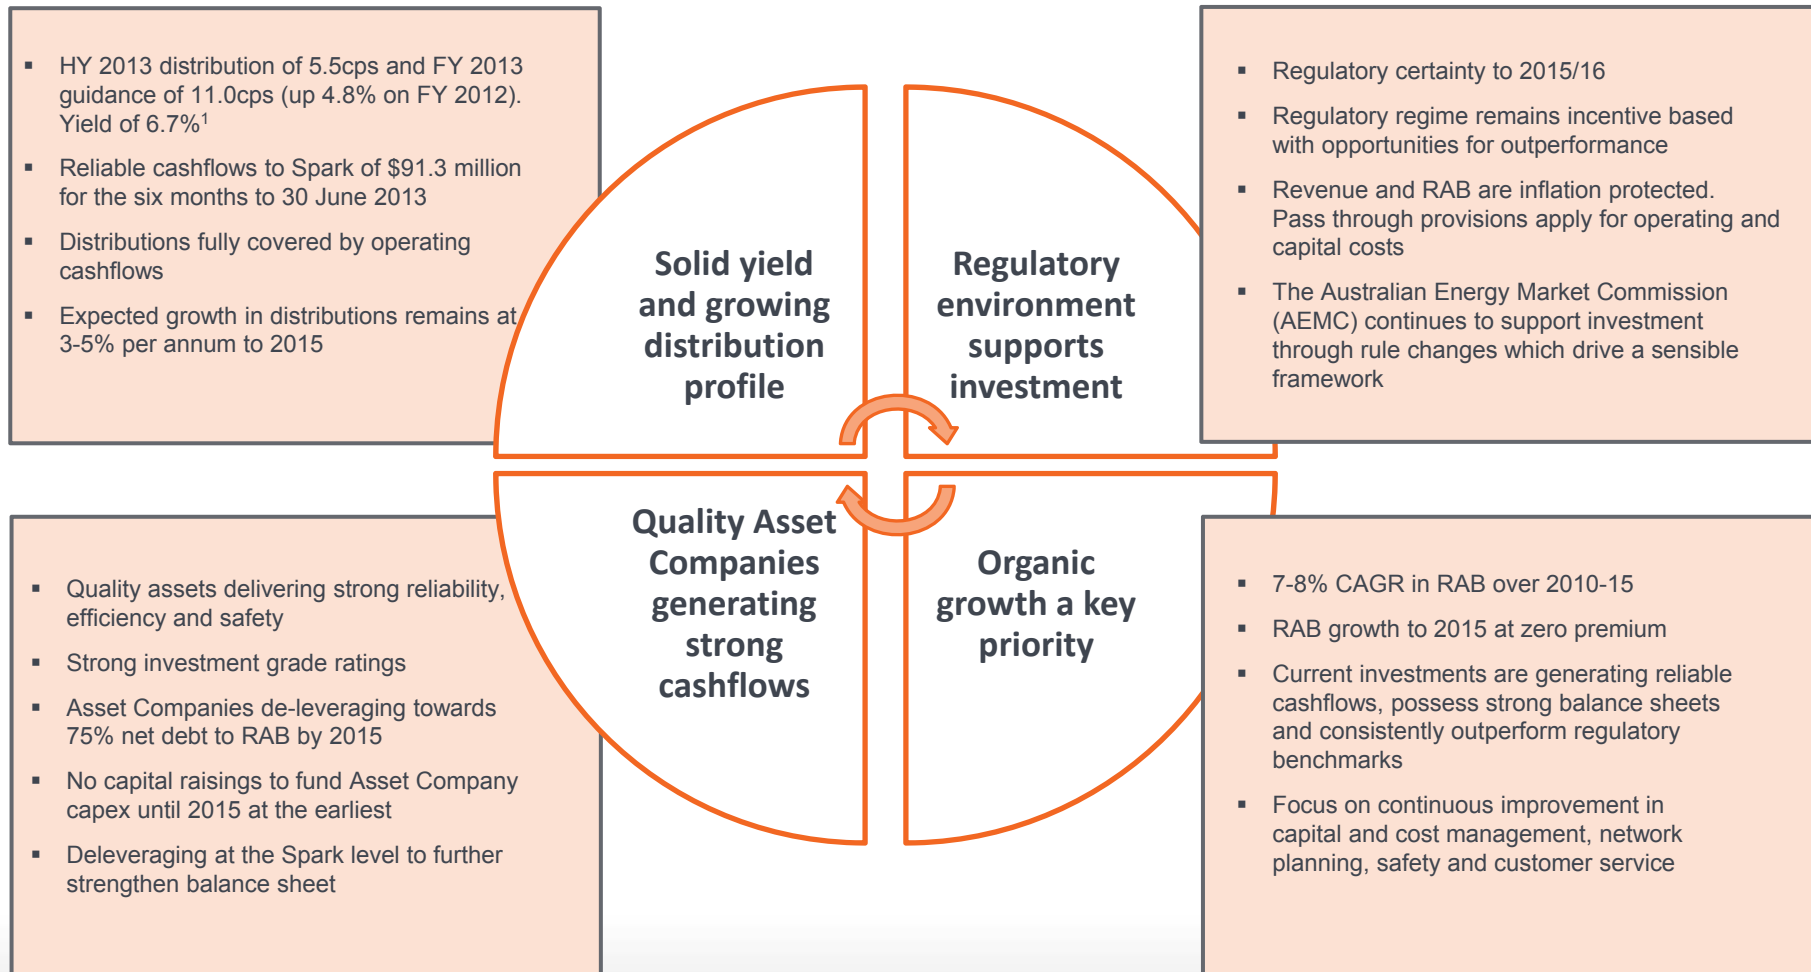 ▪ HY 2013 distribution of 5.5cps and FY 2013
guidance of 11.0cps (up 4.8% on FY 2012).
Yield of 6.7%¹
▪ Reliable cashflows to Spark of $91.3 million
for the six months to 30 June 2013
▪ Distributions fully covered by operating
cashflows
▪ Expected growth in distributions remains at
3-5% per annum to 2015
Solid yield
and growing
distribution
profile
Regulatory
environment
supports
investment
▪ Regulatory certainty to 2015/16
▪ Regulatory regime remains incentive based
with opportunities for outperformance
▪ Revenue and RAB are inflation protected.
Pass through provisions apply for operating and
capital costs
▪ The Australian Energy Market Commission
(AEMC) continues to support investment
through rule changes which drive a sensible
framework
▪ Quality assets delivering strong reliability,
efficiency and safety
▪ Strong investment grade ratings
▪ Asset Companies de-leveraging towards
75% net debt to RAB by 2015
▪ No capital raisings to fund Asset Company
capex until 2015 at the earliest
▪ Deleveraging at the Spark level to further
strengthen balance sheet
Quality Asset
Companies
generating
strong
cashflows
Organic
growth a key
priority
▪ 7-8% CAGR in RAB over 2010-15
▪ RAB growth to 2015 at zero premium
▪ Current investments are generating reliable
cashflows, possess strong balance sheets
and consistently outperform regulatory
benchmarks
▪ Focus on continuous improvement in
capital and cost management, network
planning, safety and customer service